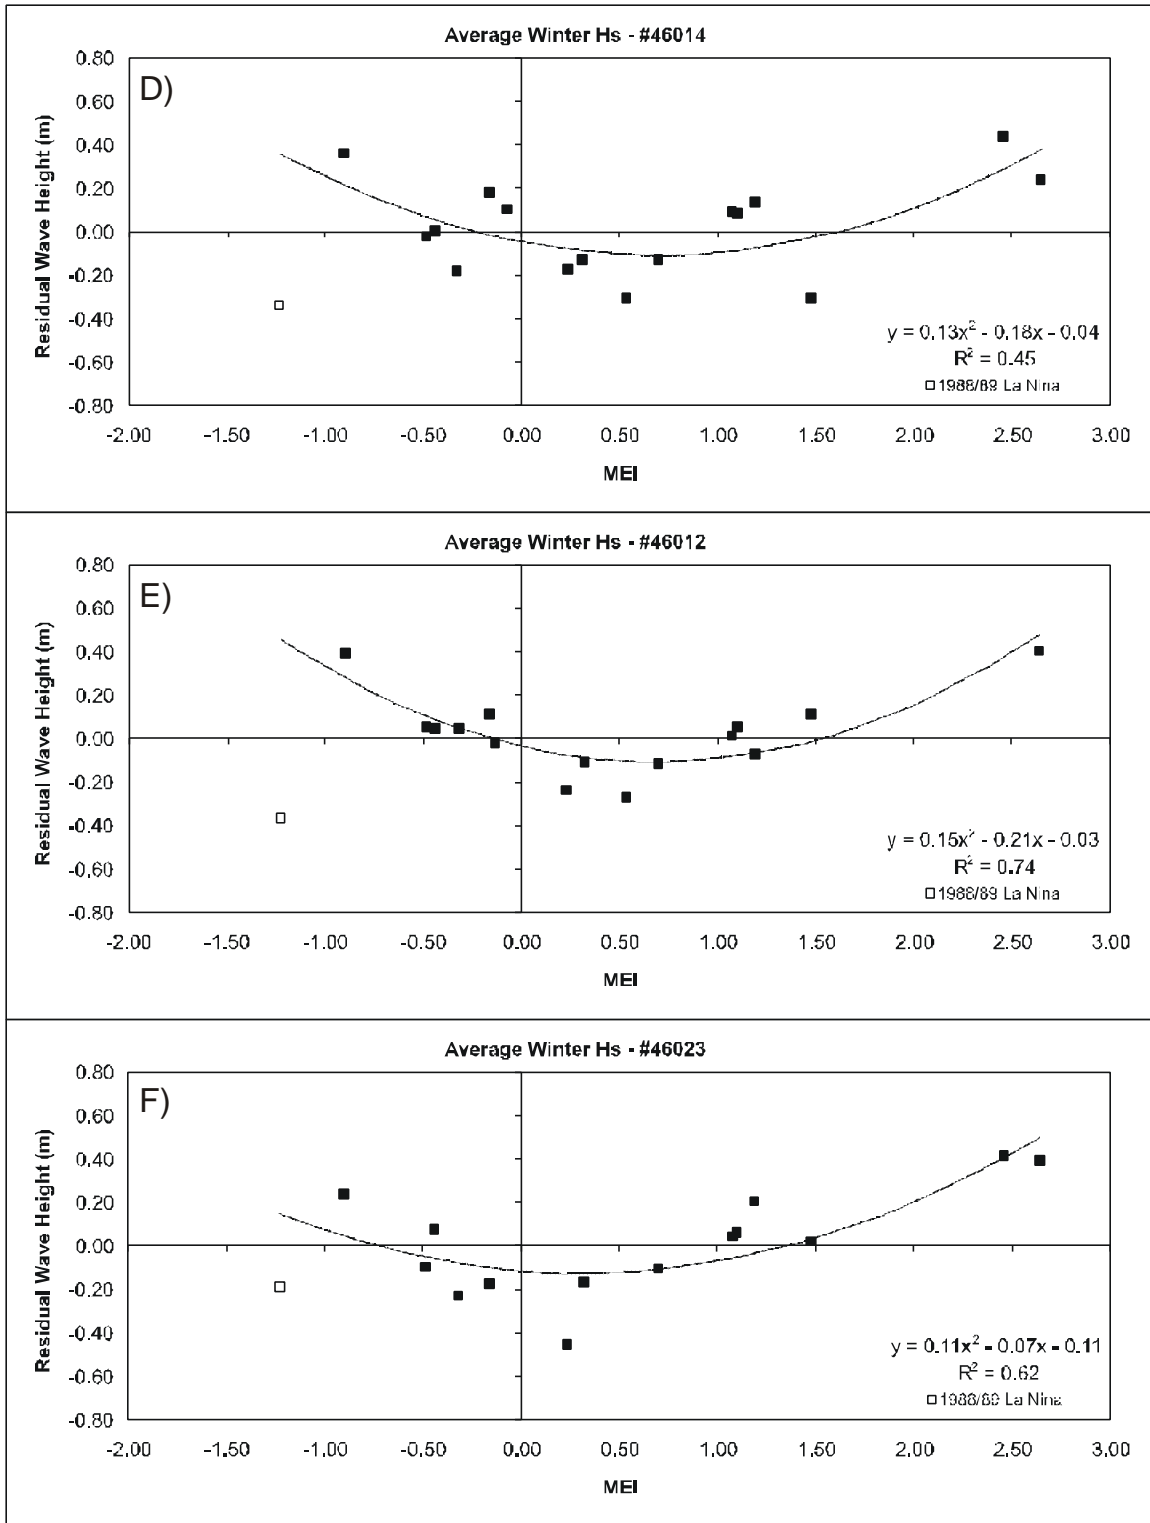 Average Winter Hs - #46014
D)
Residual Wave Height (m)
0.80
0.60
0.40
0.20
0.00
-0.20
-0.40
-0.60
-0.80
y = 0.13x² - 0.18x - 0.04
R² = 0.45
1988/89 La Nina
-2.00 -1.50 -1.00 -0.50 0.00 0.50 1.00 1.50 2.00 2.50 3.00
MEI
Average Winter Hs - #46012
E)
Residual Wave Height (m)
0.80
0.60
0.40
0.20
0.00
-0.20
-0.40
-0.60
-0.80
y = 0.15x² - 0.21x - 0.03
R² = 0.74
1988/89 La Nina
-2.00 -1.50 -1.00 -0.50 0.00 0.50 1.00 1.50 2.00 2.50 3.00
MEI
Average Winter Hs - #46023
F)
Residual Wave Height (m)
0.80
0.60
0.40
0.20
0.00
-0.20
-0.40
-0.60
-0.80
y = 0.11x² - 0.07x - 0.11
R² = 0.62
1988/89 La Nina
-2.00 -1.50 -1.00 -0.50 0.00 0.50 1.00 1.50 2.00 2.50 3.00
MEI